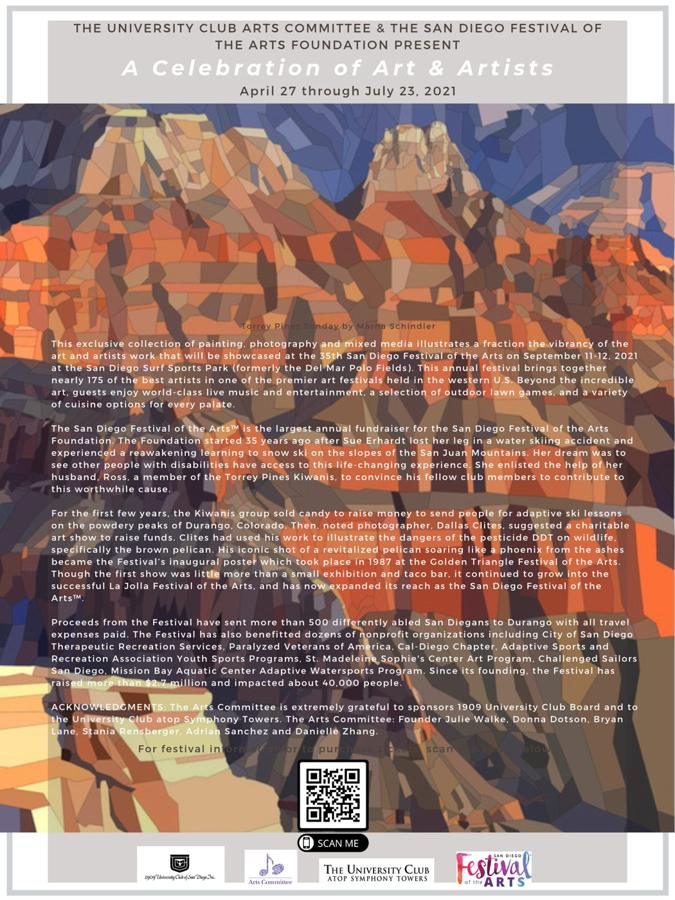 THE UNIVERSITY CLUB ARTS COMMITTEE & THE SAN DIEGO FESTIVAL OF
THE ARTS FOUNDATION PRESENT
A Celebration of Art & Artists
April 27 through July 23, 2021
Torrey Pines Sunday by Marna Schindler
This exclusive collection of painting, photography and mixed media illustrates a fraction the vibrancy of the
art and artists work that will be showcased at the 35th San Diego Festival of the Arts on September 11-12, 2021
at the San Diego Surf Sports Park (formerly the Del Mar Polo Fields). This annual festival brings together
nearly 175 of the best artists in one of the premier art festivals held in the western U.S. Beyond the incredible
art, guests enjoy world-class live music and entertainment, a selection of outdoor lawn games, and a variety
of cuisine options for every palate.
The San Diego Festival of the Arts™ is the largest annual fundraiser for the San Diego Festival of the Arts
Foundation. The Foundation started 35 years ago after Sue Erhardt lost her leg in a water skiing accident and
experienced a reawakening learning to snow ski on the slopes of the San Juan Mountains. Her dream was to
see other people with disabilities have access to this life-changing experience. She enlisted the help of her
husband, Ross, a member of the Torrey Pines Kiwanis, to convince his fellow club members to contribute to
this worthwhile cause.
For the first few years, the Kiwanis group sold candy to raise money to send people for adaptive ski lessons
on the powdery peaks of Durango, Colorado. Then, noted photographer, Dallas Clites, suggested a charitable
art show to raise funds. Clites had used his work to illustrate the dangers of the pesticide DDT on wildlife,
specifically the brown pelican. His iconic shot of a revitalized pelican soaring like a phoenix from the ashes
became the Festival's inaugural poster which took place in 1987 at the Golden Triangle Festival of the Arts.
Though the first show was little more than a small exhibition and taco bar, it continued to grow into the
successful La Jolla Festival of the Arts, and has now expanded its reach as the San Diego Festival of the
Arts™.
Proceeds from the Festival have sent more than 500 differently abled San Diegans to Durango with all travel
expenses paid. The Festival has also benefitted dozens of nonprofit organizations including City of San Diego
Therapeutic Recreation Services, Paralyzed Veterans of America, Cal-Diego Chapter, Adaptive Sports and
Recreation Association Youth Sports Programs, St. Madeleine Sophie's Center Art Program, Challenged Sailors
San Diego, Mission Bay Aquatic Center Adaptive Watersports Program. Since its founding, the Festival has
raised more than $2.7 million and impacted about 40,000 people.
ACKNOWLEDGMENTS: The Arts Committee is extremely grateful to sponsors 1909 University Club Board and to
the University Club atop Symphony Towers. The Arts Committee: Founder Julie Walke, Donna Dotson, Bryan
Lane, Stania Rensberger, Adrian Sanchez and Danielle Zhang.
For festival information or to purchase scan below
SCAN ME
1909 University Club of San Diego Inc.
Arts Committee
THE UNIVERSITY CLUB
ATOP SYMPHONY TOWERS
SAN DIEGO
Festival
of the ARTS